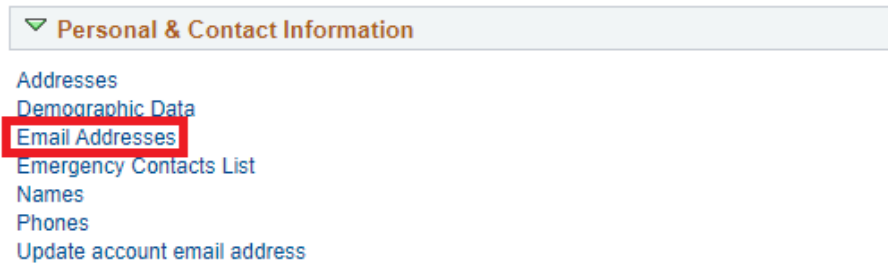 Personal & Contact Information
Addresses
Demographic Data
Email Addresses
Emergency Contacts List
Names
Phones
Update account email address